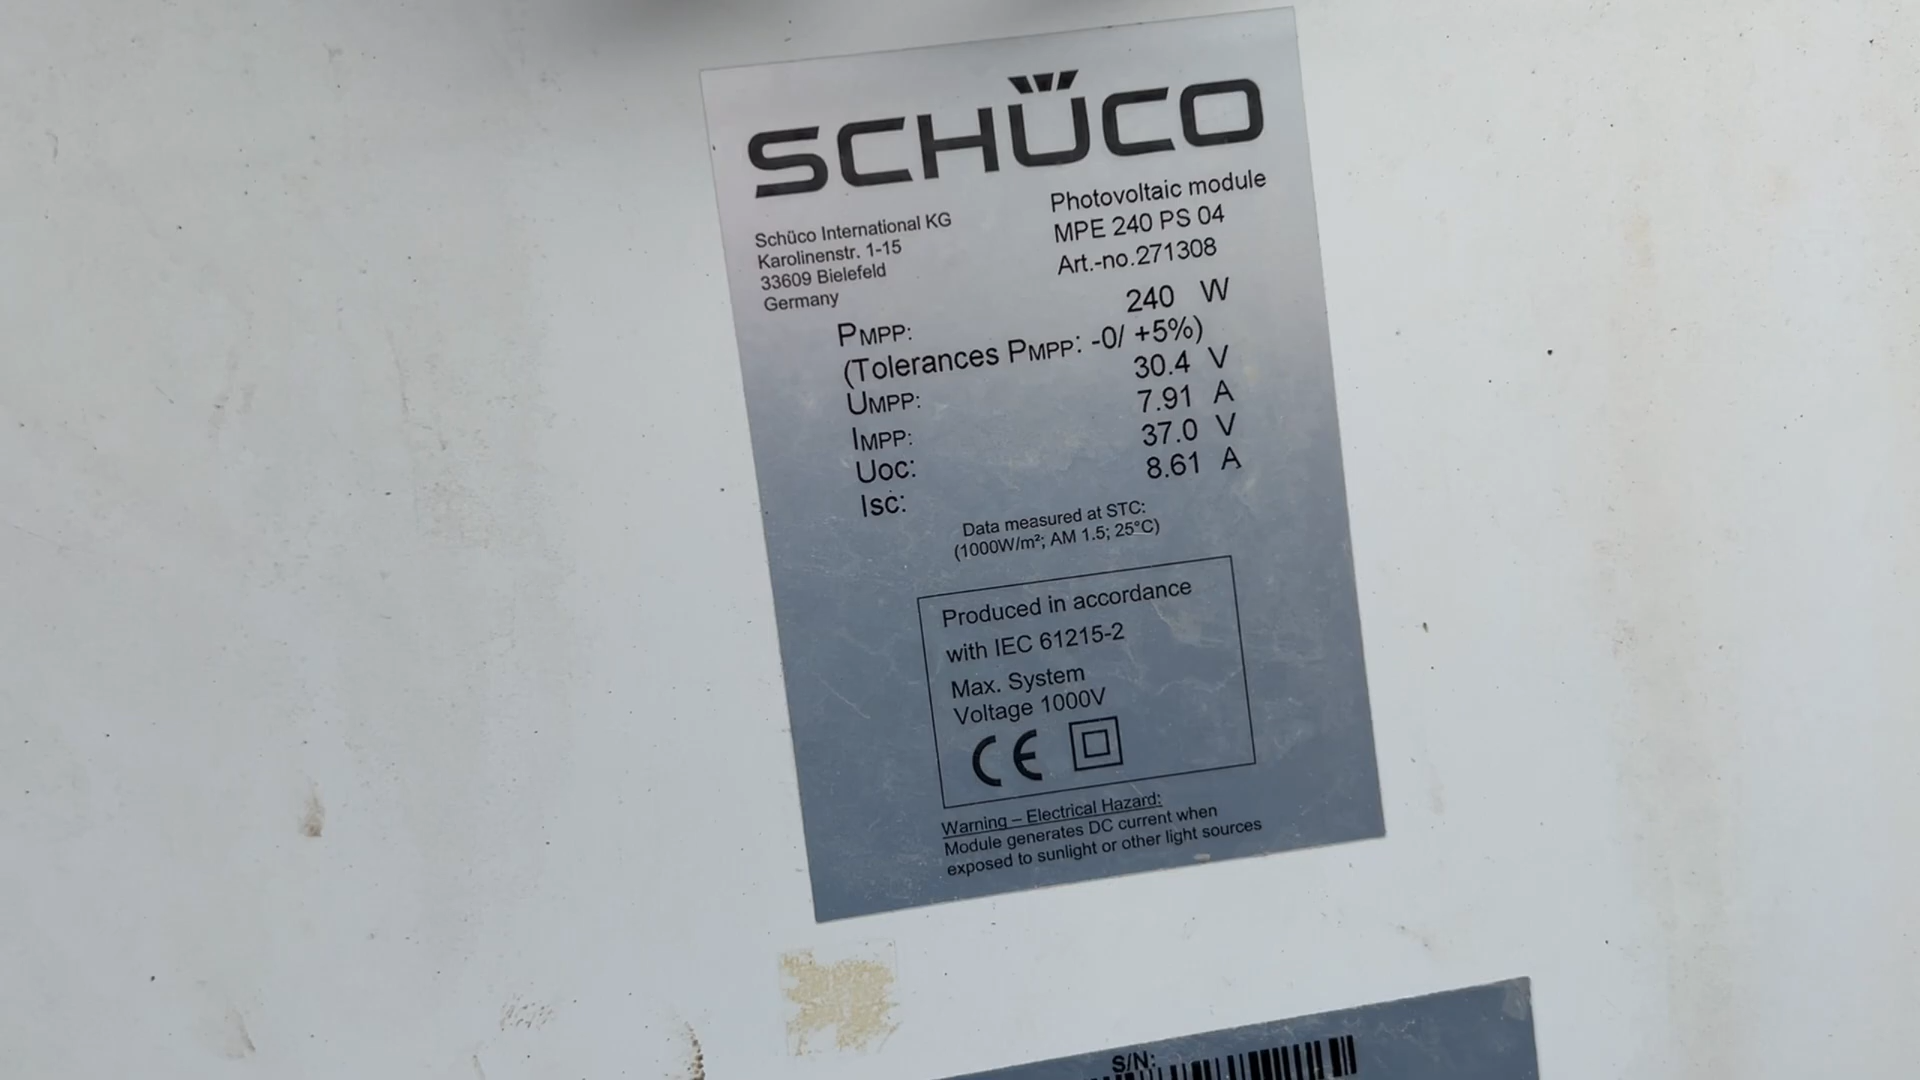 SCHÜCO
Schüco International KG
Karolinenstr. 1-15
33609 Bielefeld
Germany
Photovoltaic module
MPE 240 PS 04
Art.-no.271308
PMPP: 240 W
(Tolerances PMPP: -0/ +5%)
UMPP: 30.4 V
IMPP: 7.91 A
Uoc: 37.0 V
Isc: 8.61 A
Data measured at STC:
(1000W/m²; AM 1.5; 25°C)
Produced in accordance
with IEC 61215-2
Max. System
Voltage 1000V
CE
Warning – Electrical Hazard:
Module generates DC current when
exposed to sunlight or other light sources
S/N: